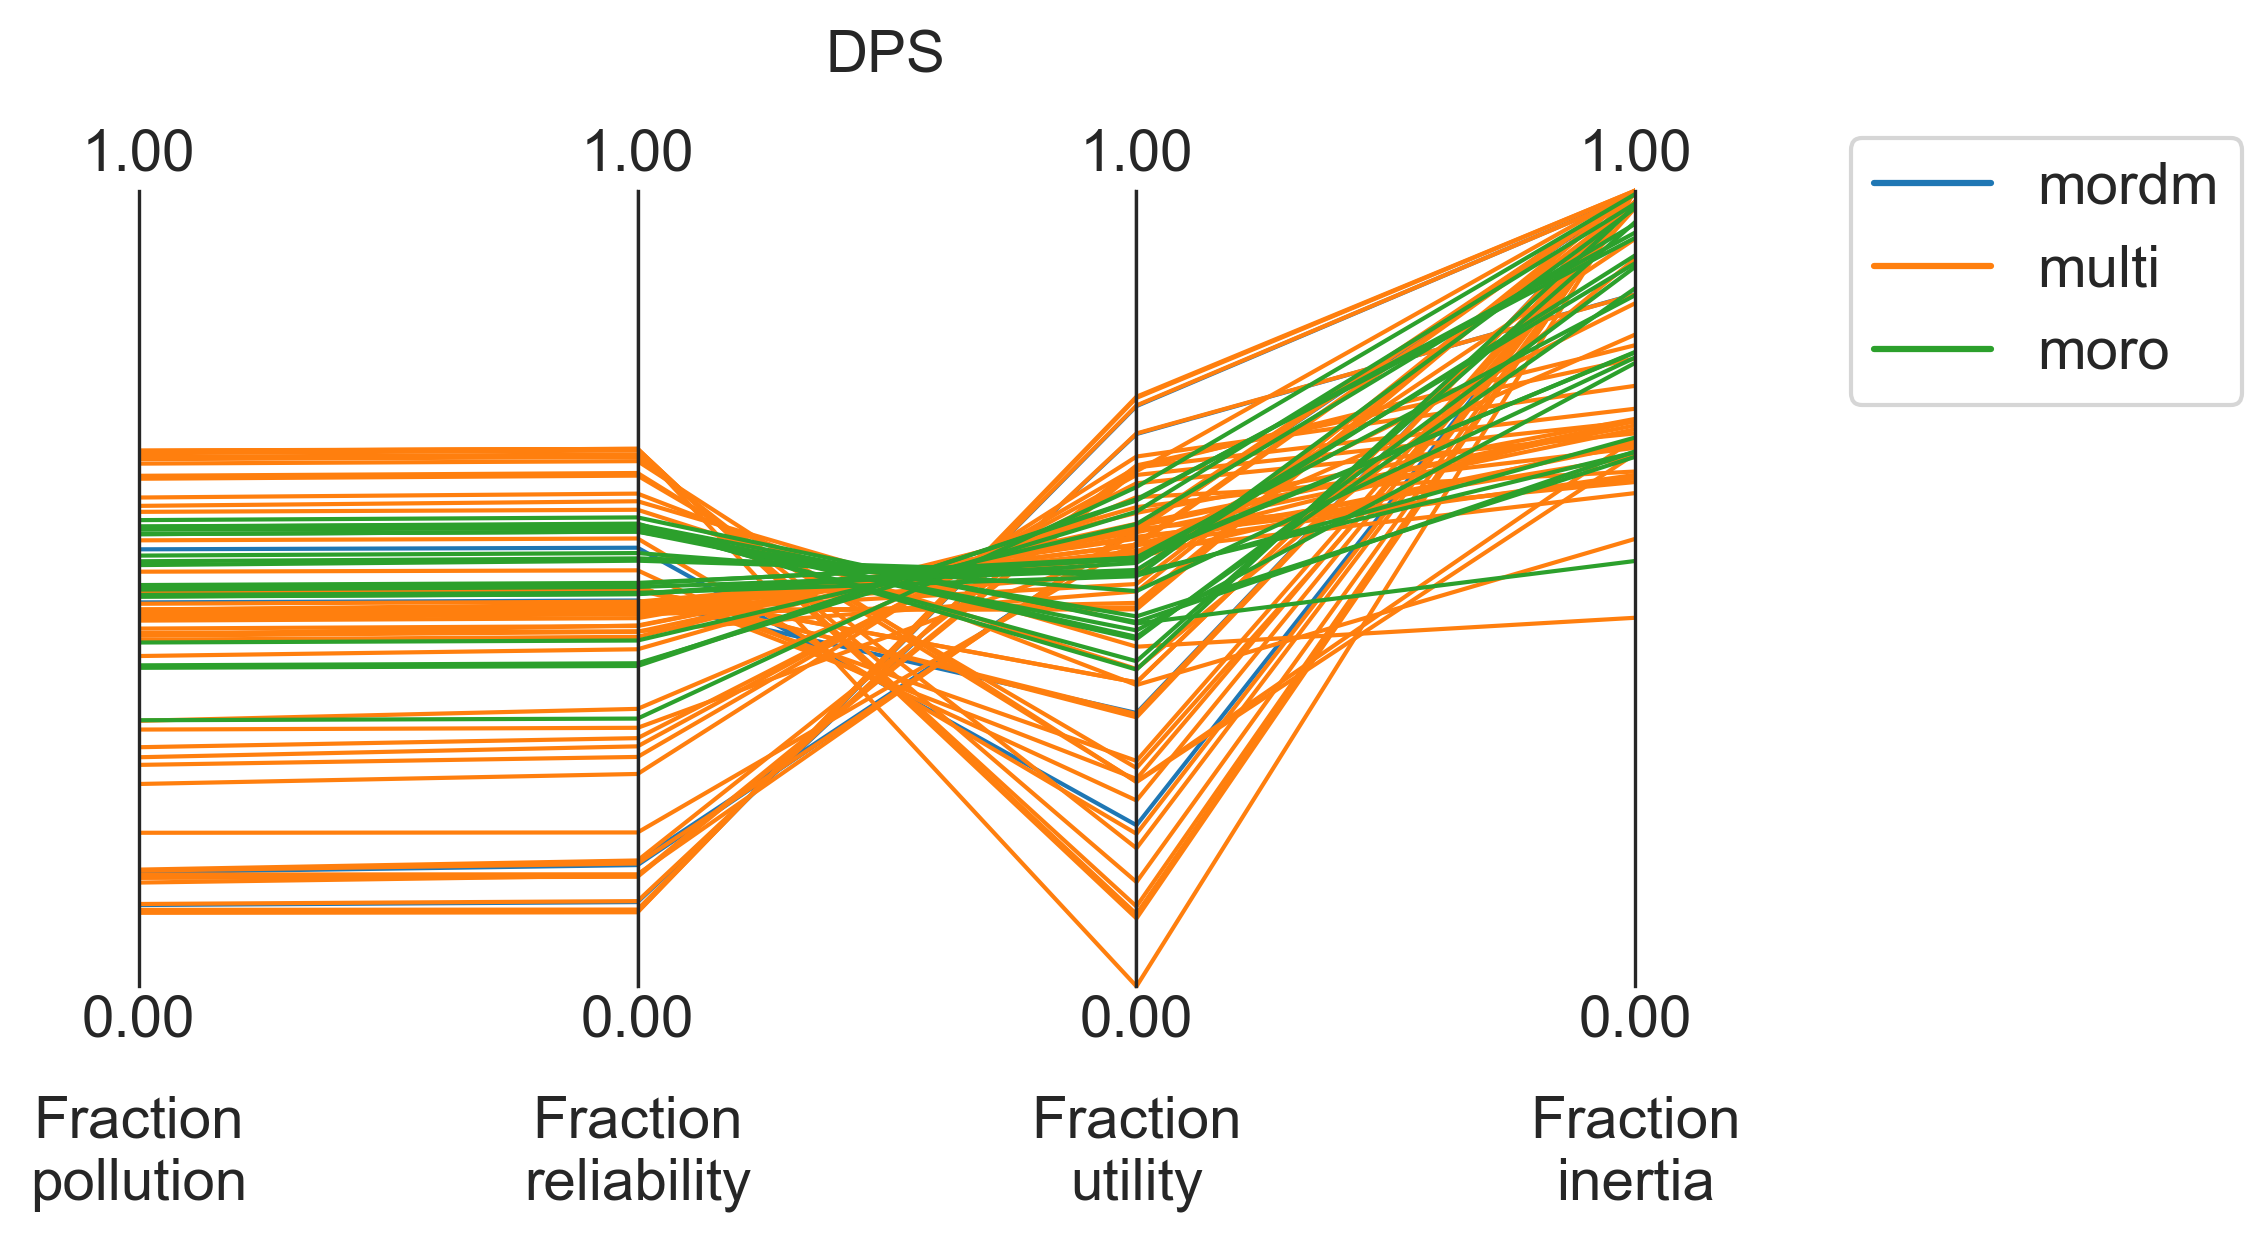 DPS
1.00 1.00 1.00 1.00
mordm
multi
moro
0.00 0.00 0.00 0.00
Fraction Fraction Fraction Fraction
pollution reliability utility inertia